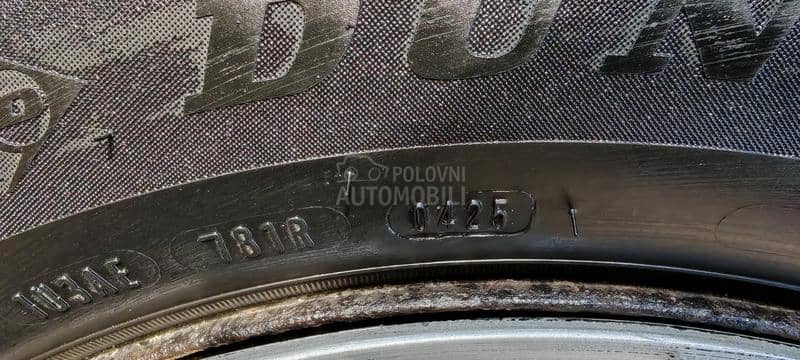 DUN
POLOVNI
AUTOMOBILI
1U3AE 781R 0425